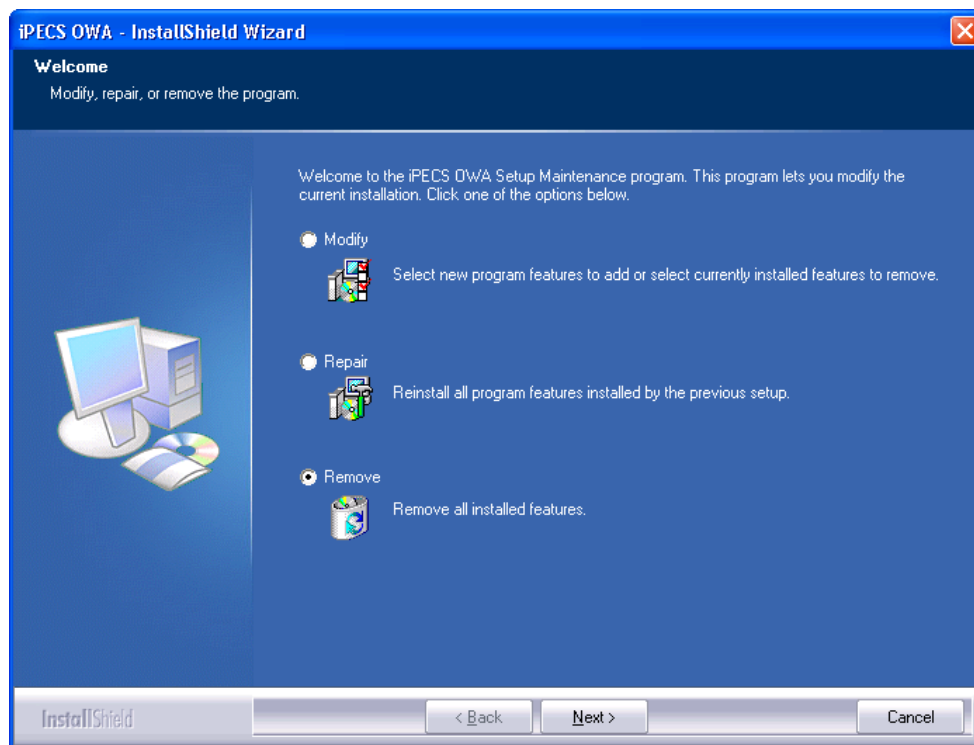 iPECS OWA - InstallShield Wizard
Welcome
Modify, repair, or remove the program.
Welcome to the iPECS OWA Setup Maintenance program. This program lets you modify the
current installation. Click one of the options below.
Modify
Select new program features to add or select currently installed features to remove.
Repair
Reinstall all program features installed by the previous setup.
Remove
Remove all installed features.
InstallShield
< Back
Next >
Cancel